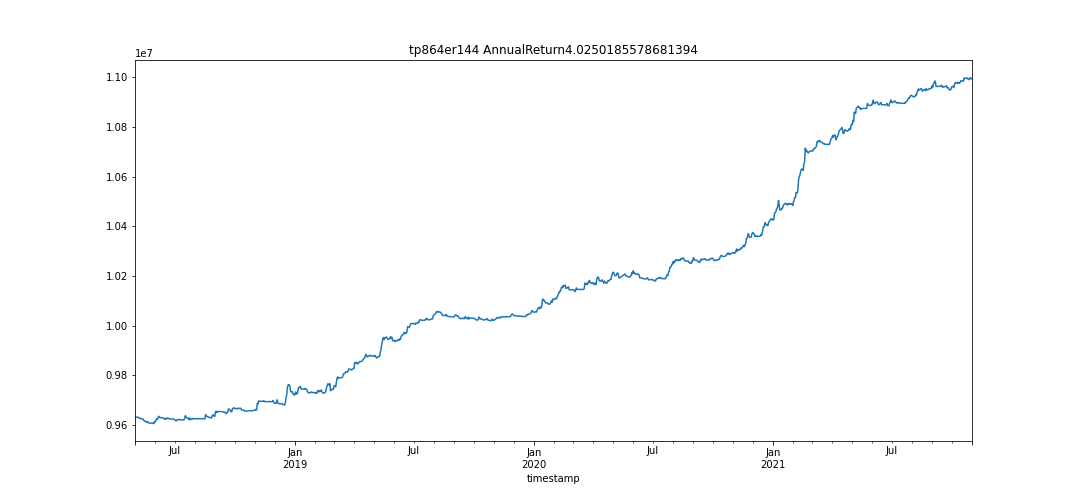 tp864er144 AnnualReturn4.0250185578681394
1e7
1.10
1.08
1.06
1.04
1.02
1.00
0.98
0.96
Jul
Jan
2019
Jul
Jan
2020
Jul
Jan
2021
Jul
timestamp